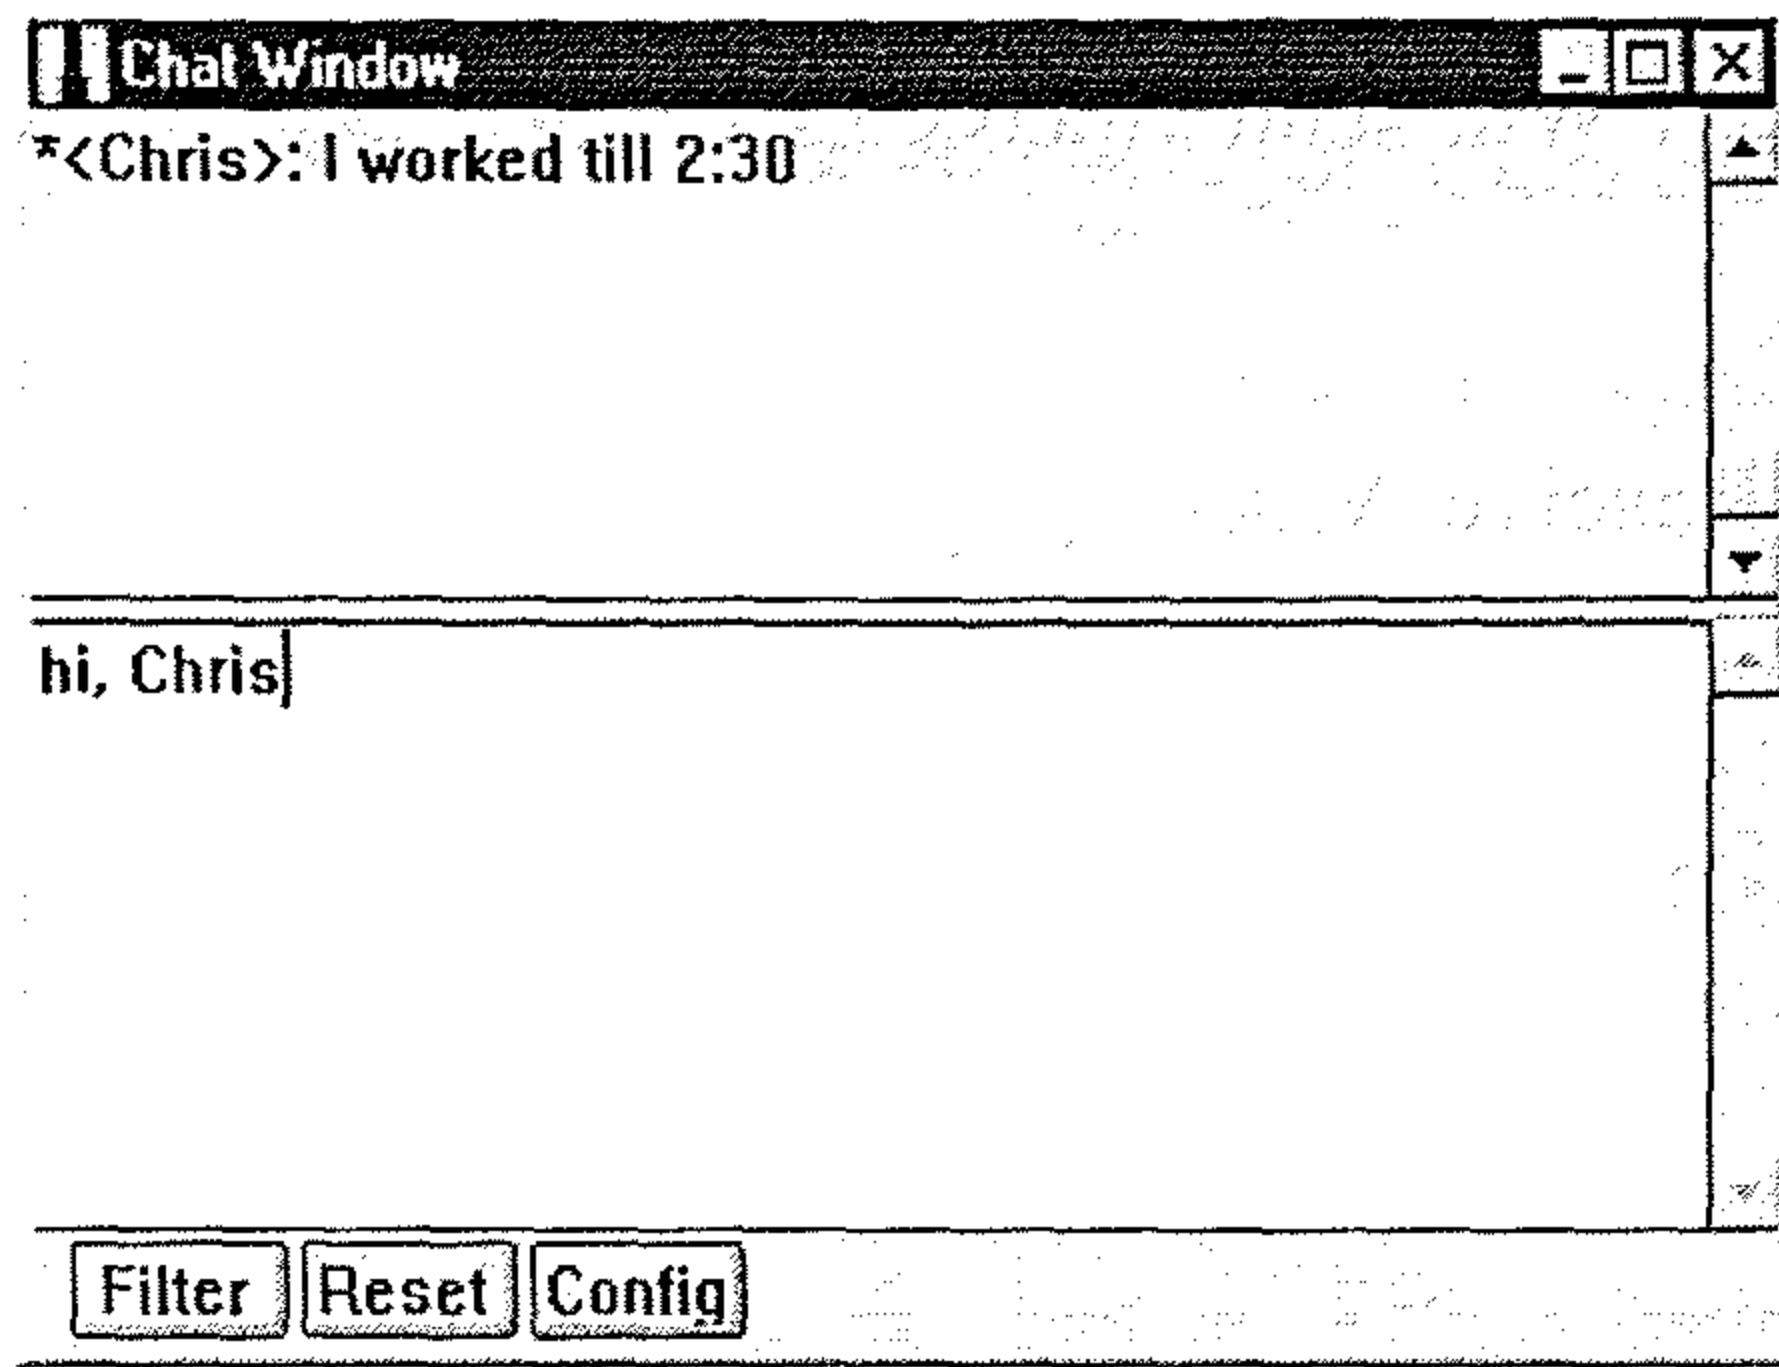 Chat Window
*<Chris>: I worked till 2:30
hi, Chris
Filter Reset Config